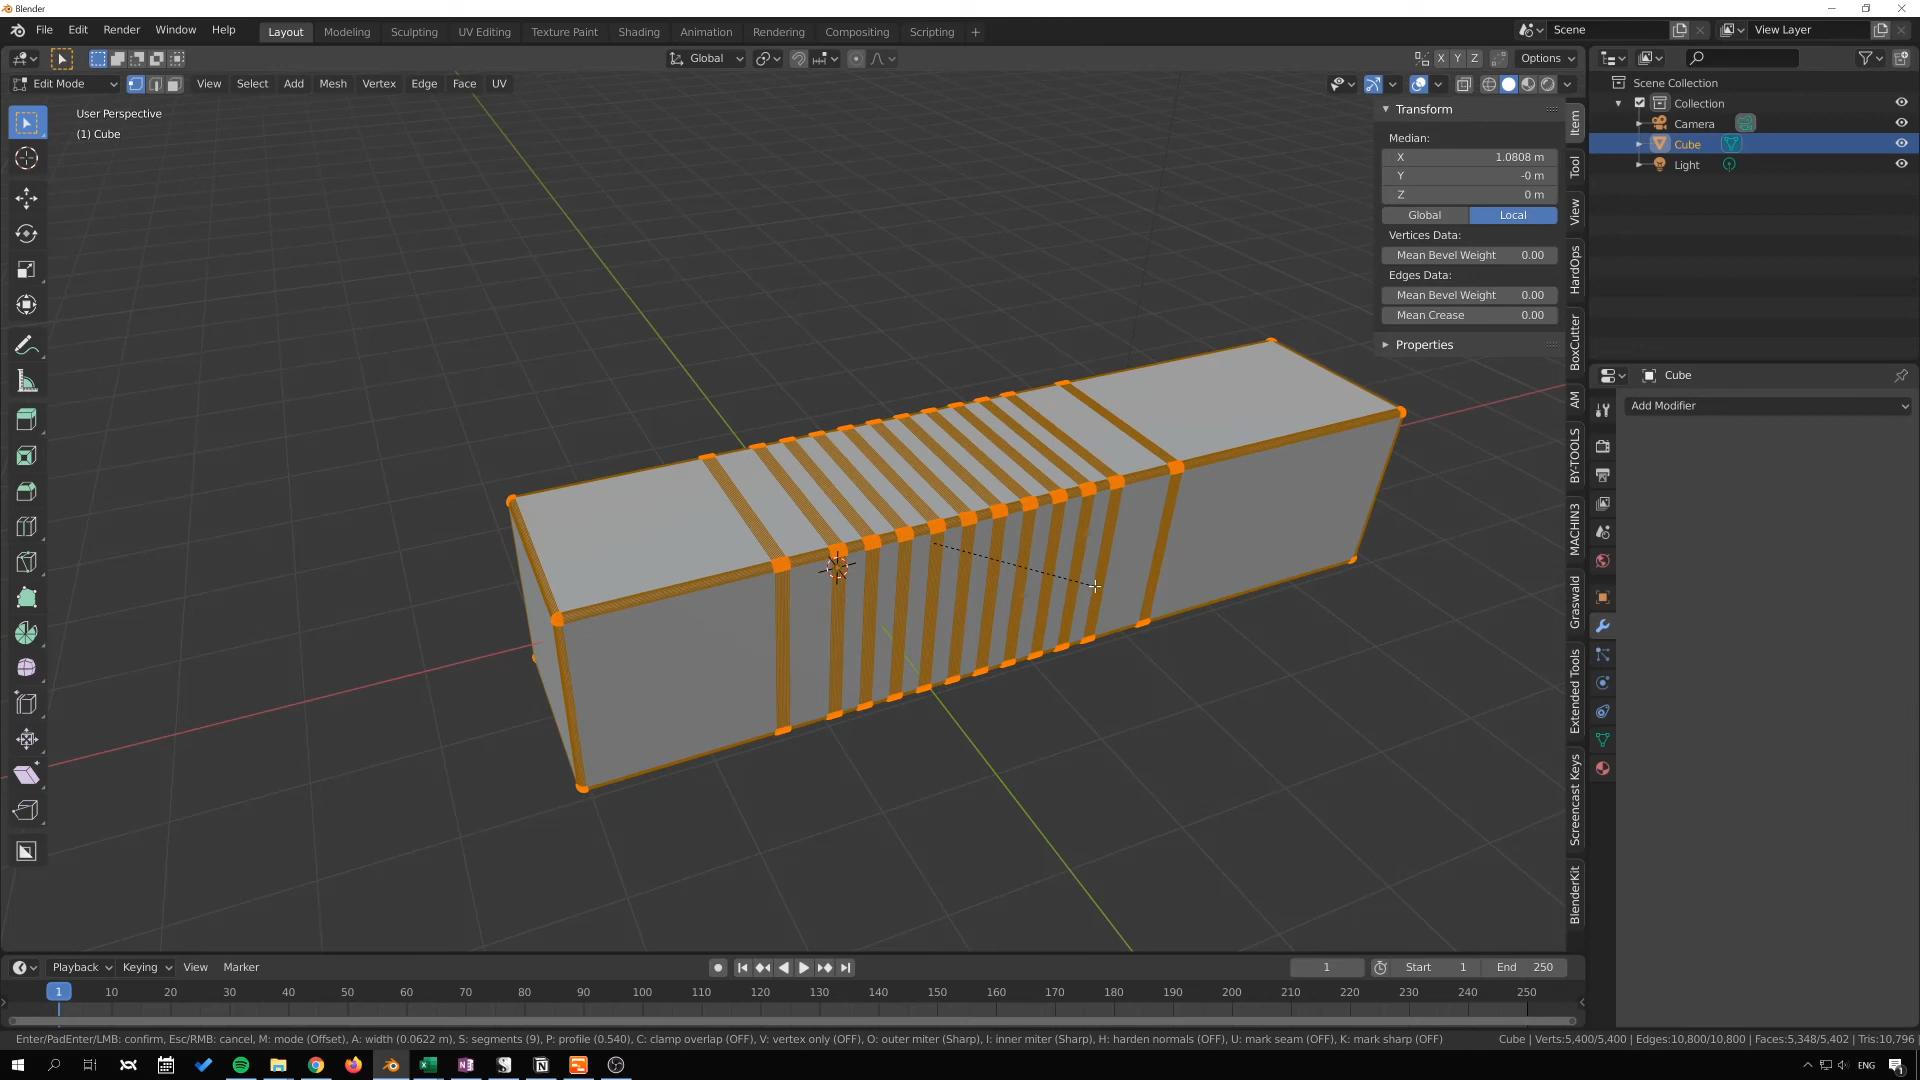 Blender
File Edit Render Window Help
Layout Modeling Sculpting UV Editing Texture Paint Shading Animation Rendering Compositing Scripting +
Scene
View Layer
Global
X Y Z
Options
Edit Mode
View Select Add Mesh Vertex Edge Face UV
User Perspective
(1) Cube
Transform
Median:
X 1.0808 m
Y -0 m
Z 0 m
Global Local
Vertices Data:
Mean Bevel Weight 0.00
Edges Data:
Mean Bevel Weight 0.00
Mean Crease 0.00
Properties
Item
Tool
View
HardOps
BoxCutter
AM
BY-TOOLS
MACHIN3
Graswald
Extended Tools
Screencast Keys
BlenderKit
Scene Collection
Collection
Camera
Cube
Light
Cube
Add Modifier
Playback Keying View Marker
1
Start 1
End 250
1 10 20 30 40 50 60 70 80 90 100 110 120 130 140 150 160 170 180 190 200 210 220 230 240 250
Enter/PadEnter/LMB: confirm, Esc/RMB: cancel, M: mode (Offset), A: width (0.0622 m), S: segments (9), P: profile (0.540), C: clamp overlap (OFF), V: vertex only (OFF), O: outer miter (Sharp), I: inner miter (Sharp), H: harden normals (OFF), U: mark seam (OFF), K: mark sharp (OFF)
Cube | Verts:5,400/5,400 | Edges:10,800/10,800 | Faces:5,348/5,402 | Tris:10,796
ENG